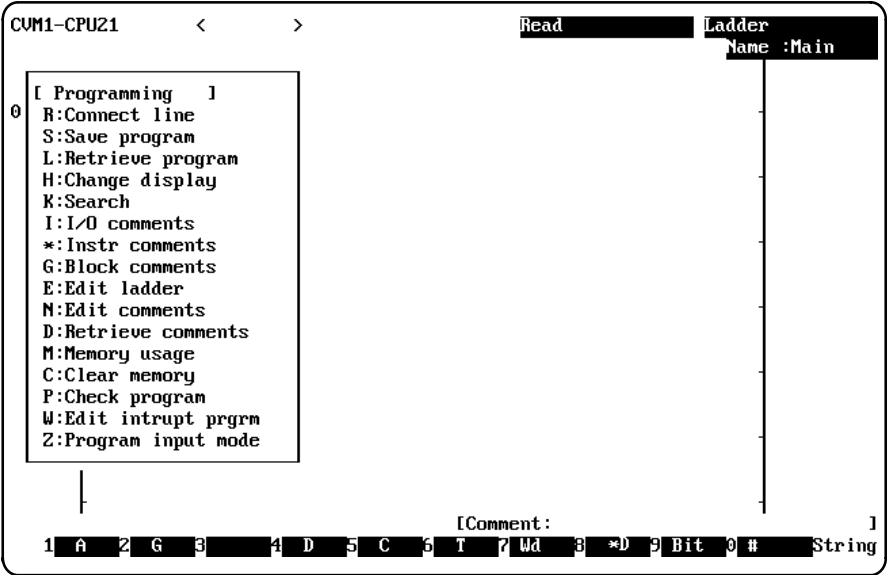 CVM1-CPU21 < > Read Ladder
Name :Main
[ Programming ]
0 R:Connect line
S:Save program
L:Retrieve program
H:Change display
K:Search
I:I/O comments
*:Instr comments
G:Block comments
E:Edit ladder
N:Edit comments
D:Retrieve comments
M:Memory usage
C:Clear memory
P:Check program
W:Edit intrupt prgrm
Z:Program input mode
[Comment: ]
1 A 2 G 3 4 D 5 C 6 T 7 Wd 8 *D 9 Bit 0 # String